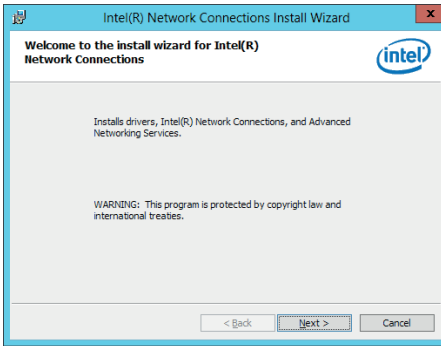 Intel(R) Network Connections Install Wizard
x
Welcome to the install wizard for Intel(R)
Network Connections
intel
Installs drivers, Intel(R) Network Connections, and Advanced
Networking Services.
WARNING: This program is protected by copyright law and
international treaties.
< Back
Next >
Cancel